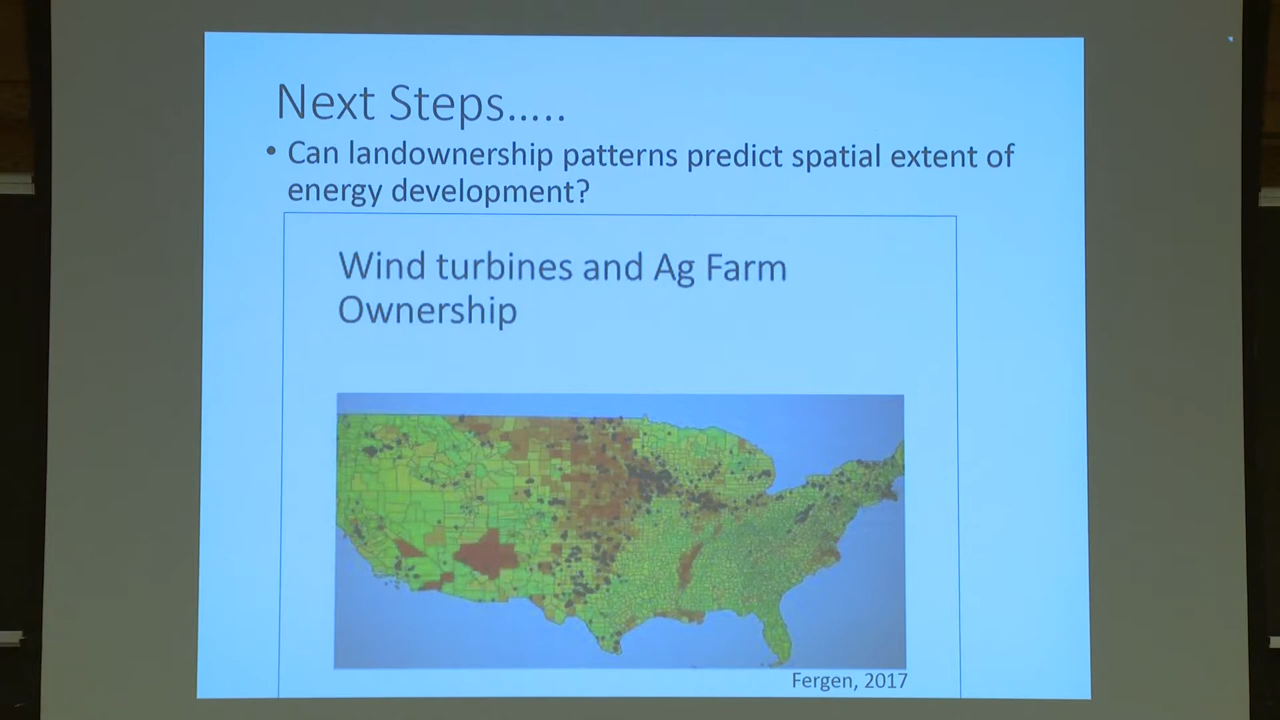 Next Steps.....
• Can landownership patterns predict spatial extent of
energy development?
Wind turbines and Ag Farm
Ownership
Fergen, 2017